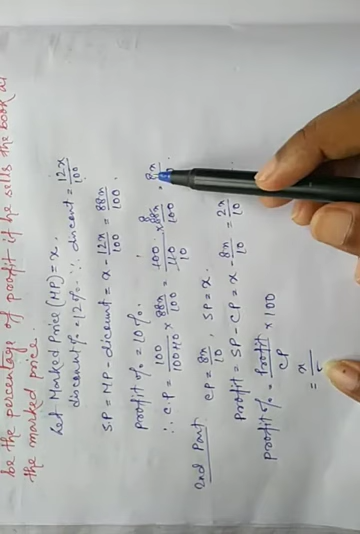 be the percentage of profit if he sells the book at
the marked price.
Let Marked Price (MP) = x.
discount% = 12%. ∴ discount = 12x/100
SP = MP - discount = x - 12x/100 = 88x/100.
profit% = 10%.
∴ C.P = 100/(100+10) × 88x/100 = 100/110 × 88x/100 = 8x/10.
2nd Part: CP = 8x/10, SP = x.
profit = SP - CP = x - 8x/10 = 2x/10.
profit% = profit/CP × 100
= x